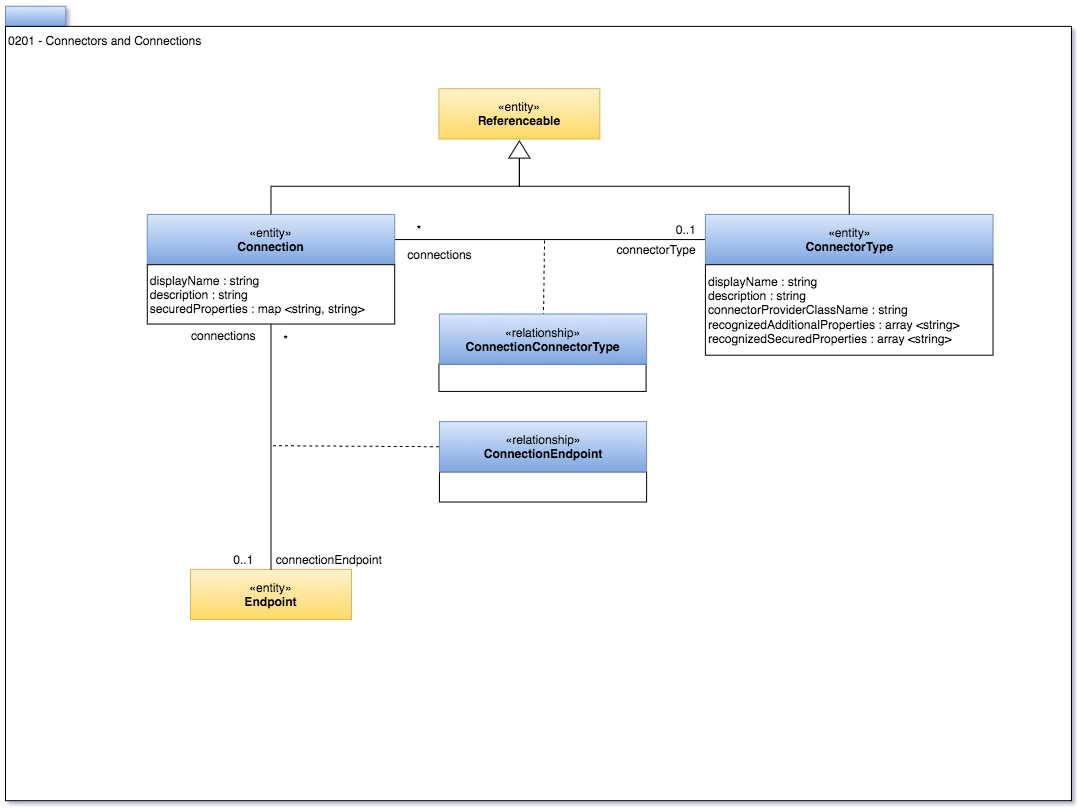 0201 - Connectors and Connections
«entity»
Referenceable
«entity»
Connection
displayName : string
description : string
securedProperties : map <string, string>
*
connections
0..1
connectorType
«entity»
ConnectorType
displayName : string
description : string
connectorProviderClassName : string
recognizedAdditionalProperties : array <string>
recognizedSecuredProperties : array <string>
connections
*
«relationship»
ConnectionConnectorType
«relationship»
ConnectionEndpoint
0..1
connectionEndpoint
«entity»
Endpoint